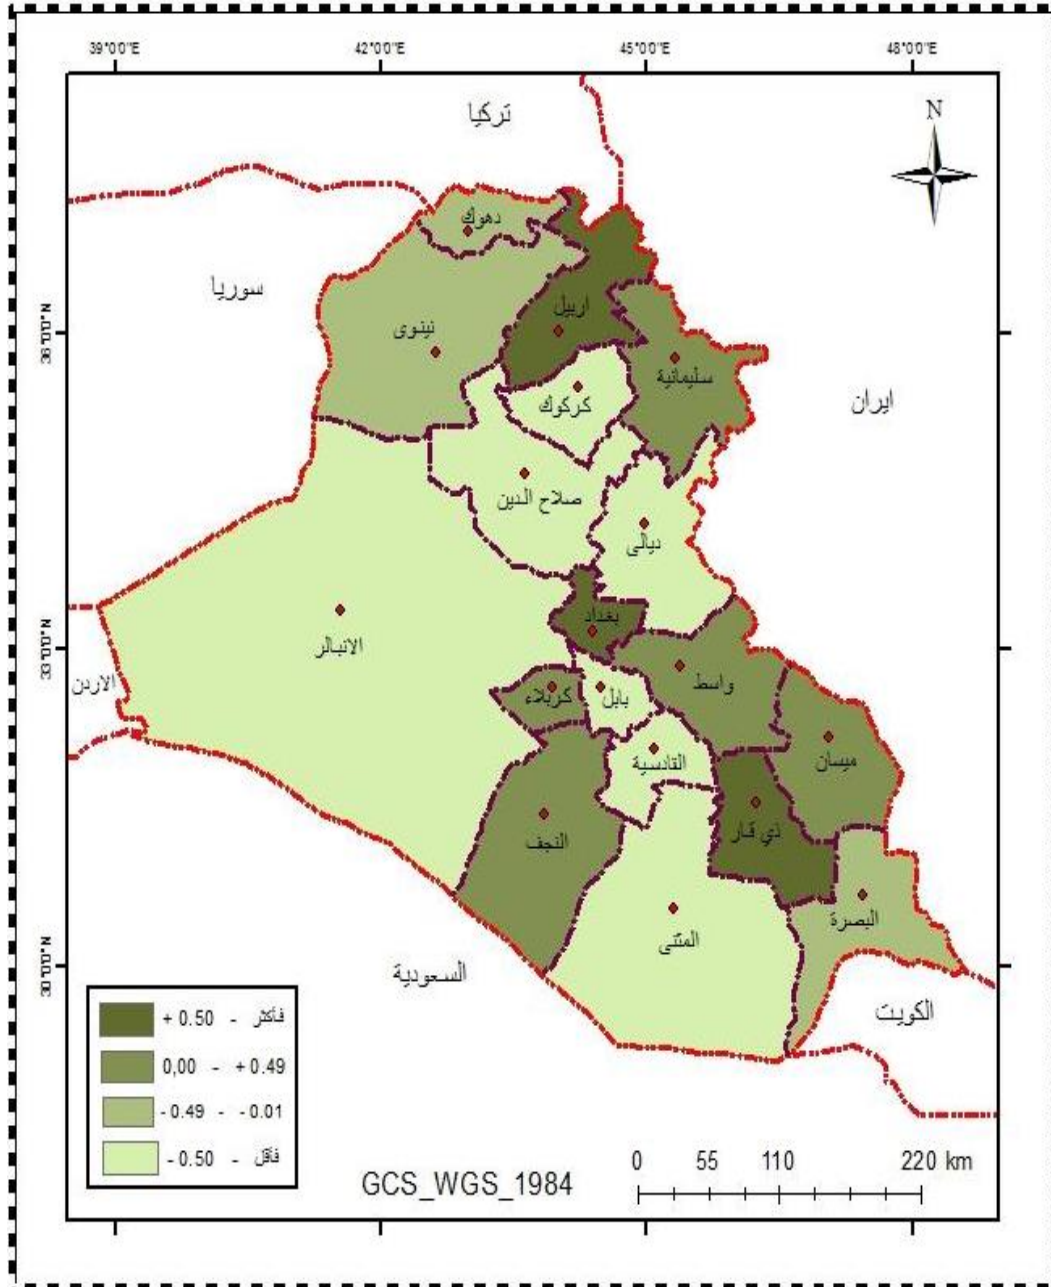 39°0'0"E 42°0'0"E 45°0'0"E 48°0'0"E
تركيا
N
دهوك
سوريا
اربيل
نينوى
36°0'0"N
سليمانية
كركوك
ايران
صلاح الدين
ديالى
بغداد
الانبالر
33°0'0"N
الاردن
واسط
كربلاء
بابل
القادسية
ميسان
النجف
ذي قار
البصرة
المثنى
30°0'0"N
السعودية
الكويت
+ 0.50 - فأكثر
0,00 - + 0.49
- 0.49 - - 0.01
- 0.50 - فأقل
GCS_WGS_1984
0 55 110 220 km